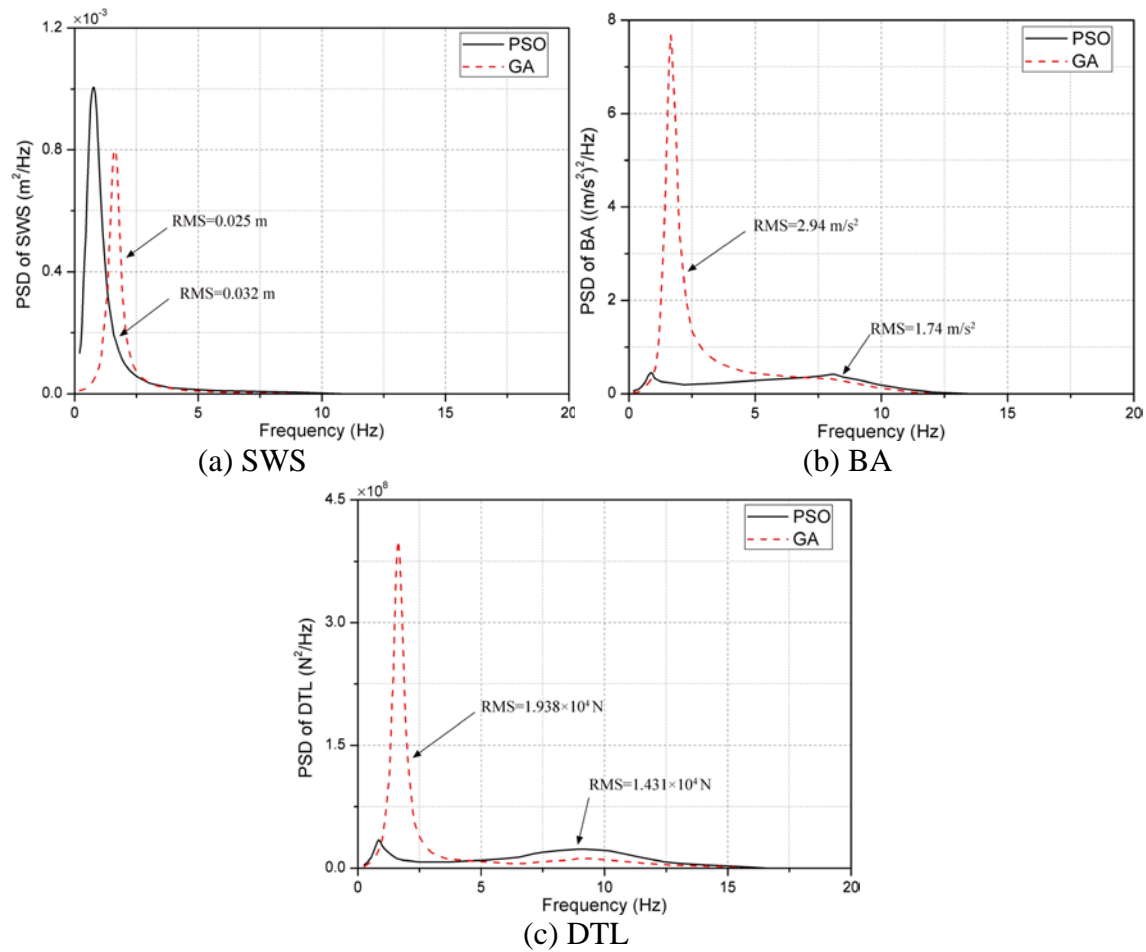 ×10⁻³
1.2
0.8
0.4
0.0
PSD of SWS (m²/Hz)
PSO
GA
RMS=0.025 m
RMS=0.032 m
0 5 10 15 20
Frequency (Hz)
(a) SWS
8
6
4
2
0
PSD of BA ((m/s²)²/Hz)
PSO
GA
RMS=2.94 m/s²
RMS=1.74 m/s²
0 5 10 15 20
Frequency (Hz)
(b) BA
×10⁸
4.5
3.0
1.5
0.0
PSD of DTL (N²/Hz)
PSO
GA
RMS=1.938×10⁴ N
RMS=1.431×10⁴ N
0 5 10 15 20
Frequency (Hz)
(c) DTL